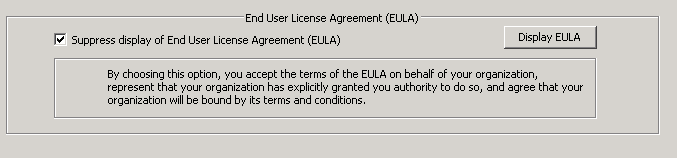 End User License Agreement (EULA)
Suppress display of End User License Agreement (EULA)
Display EULA
By choosing this option, you accept the terms of the EULA on behalf of your organization,
represent that your organization has explicitly granted you authority to do so, and agree that your
organization will be bound by its terms and conditions.